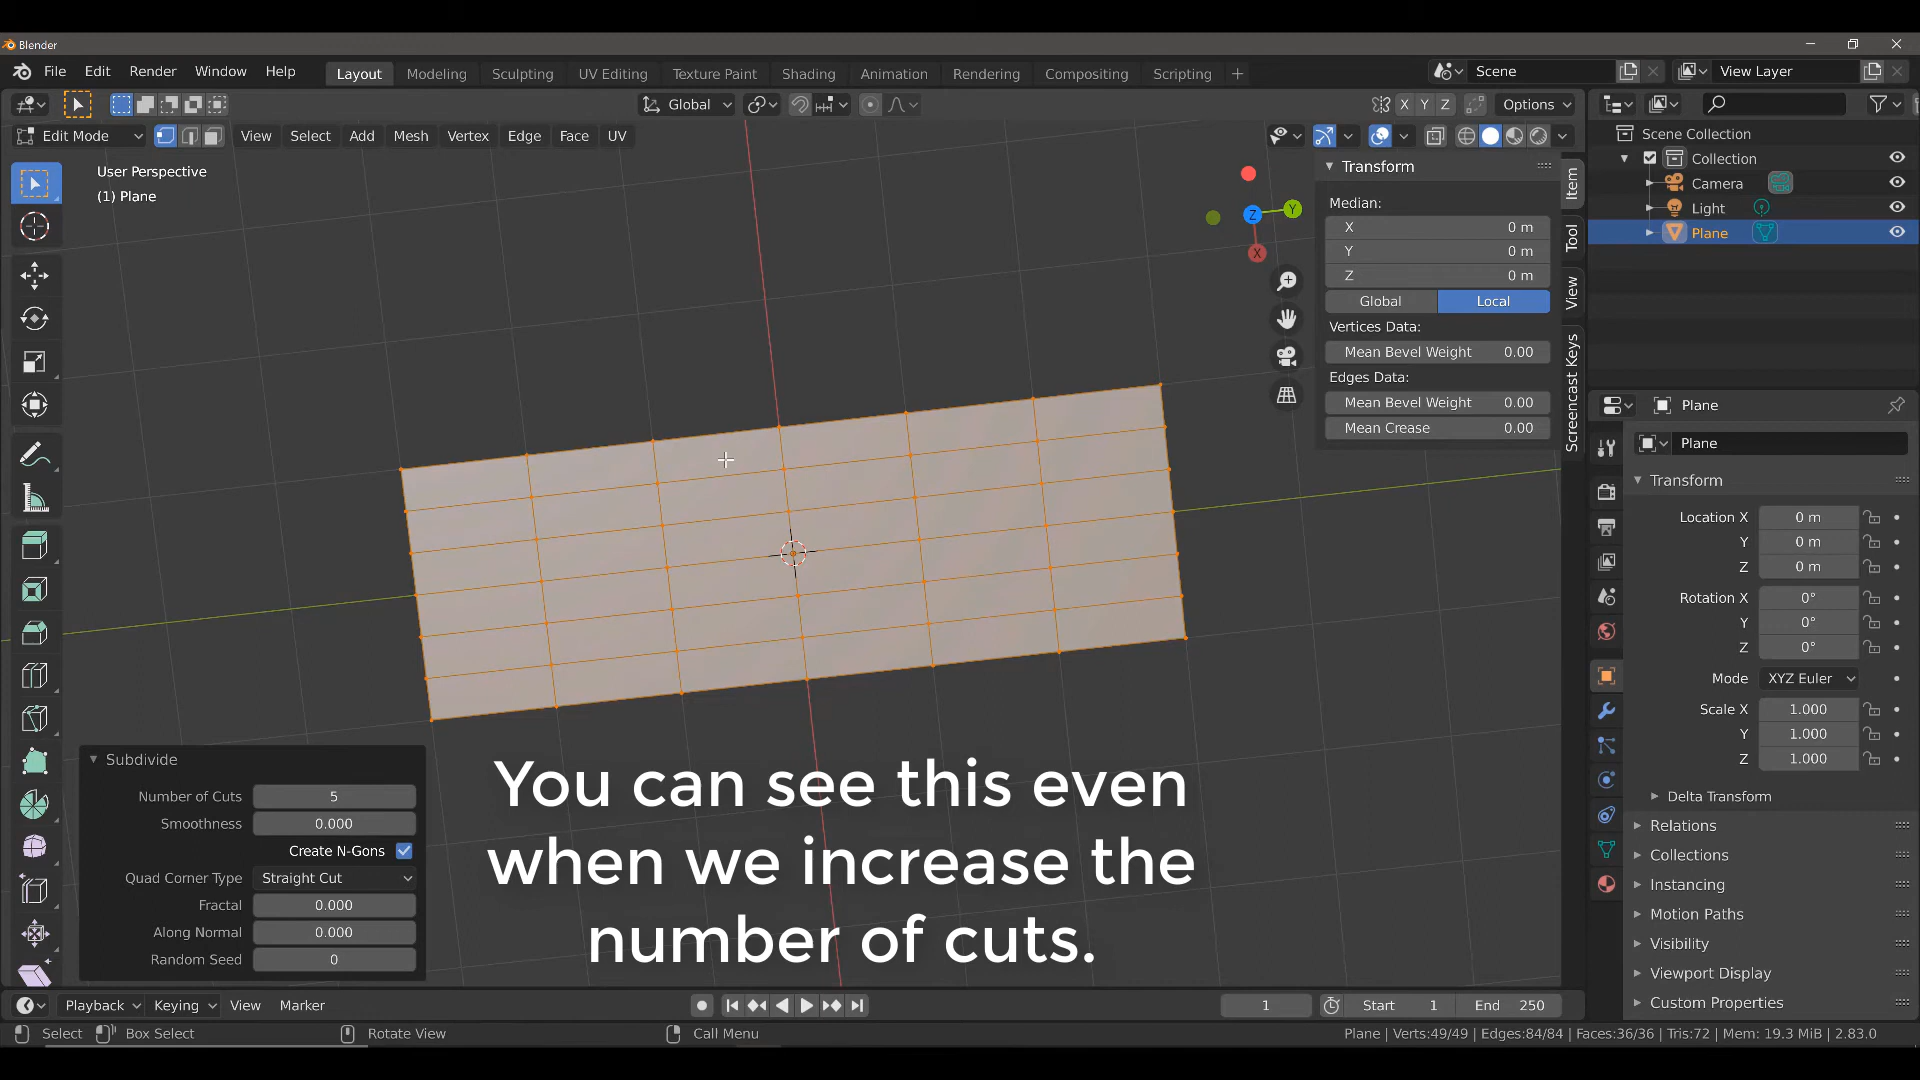 Blender
File Edit Render Window Help Layout Modeling Sculpting UV Editing Texture Paint Shading Animation Rendering Compositing Scripting + Scene View Layer
Global X Y Z Options
Edit Mode View Select Add Mesh Vertex Edge Face UV
User Perspective
(1) Plane
Z Y X
Transform
Median:
X 0 m
Y 0 m
Z 0 m
Global Local
Vertices Data:
Mean Bevel Weight 0.00
Edges Data:
Mean Bevel Weight 0.00
Mean Crease 0.00
Item
Tool
View
Screencast Keys
Scene Collection
Collection
Camera
Light
Plane
Plane
Plane
Transform
Location X 0 m
Y 0 m
Z 0 m
Rotation X 0°
Y 0°
Z 0°
Mode XYZ Euler
Scale X 1.000
Y 1.000
Z 1.000
Delta Transform
Relations
Collections
Instancing
Motion Paths
Visibility
Viewport Display
Custom Properties
Subdivide
Number of Cuts 5
Smoothness 0.000
Create N-Gons
Quad Corner Type Straight Cut
Fractal 0.000
Along Normal 0.000
Random Seed 0
You can see this even
when we increase the
number of cuts.
Playback Keying View Marker 1 Start 1 End 250
Select Box Select Rotate View Call Menu Plane | Verts:49/49 | Edges:84/84 | Faces:36/36 | Tris:72 | Mem: 19.3 MiB | 2.83.0